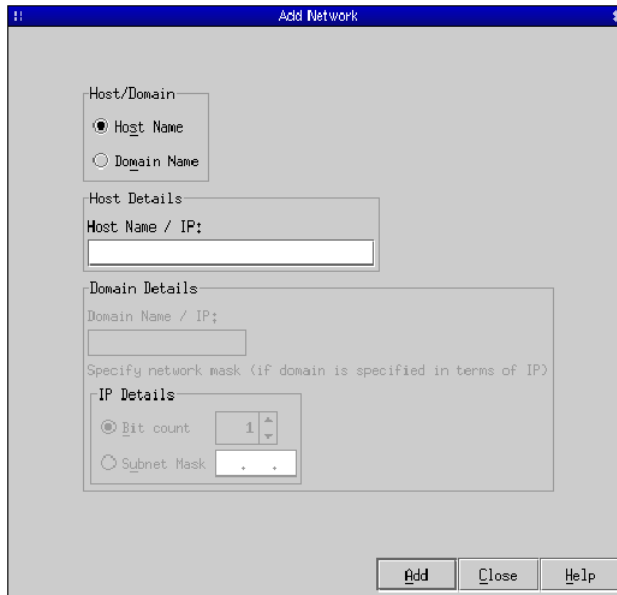 Add Network
Host/Domain
Host Name
Domain Name
Host Details
Host Name / IP:
Domain Details
Domain Name / IP:
Specify network mask (if domain is specified in terms of IP)
IP Details
Bit count 1
Subnet Mask . .
Add Close Help